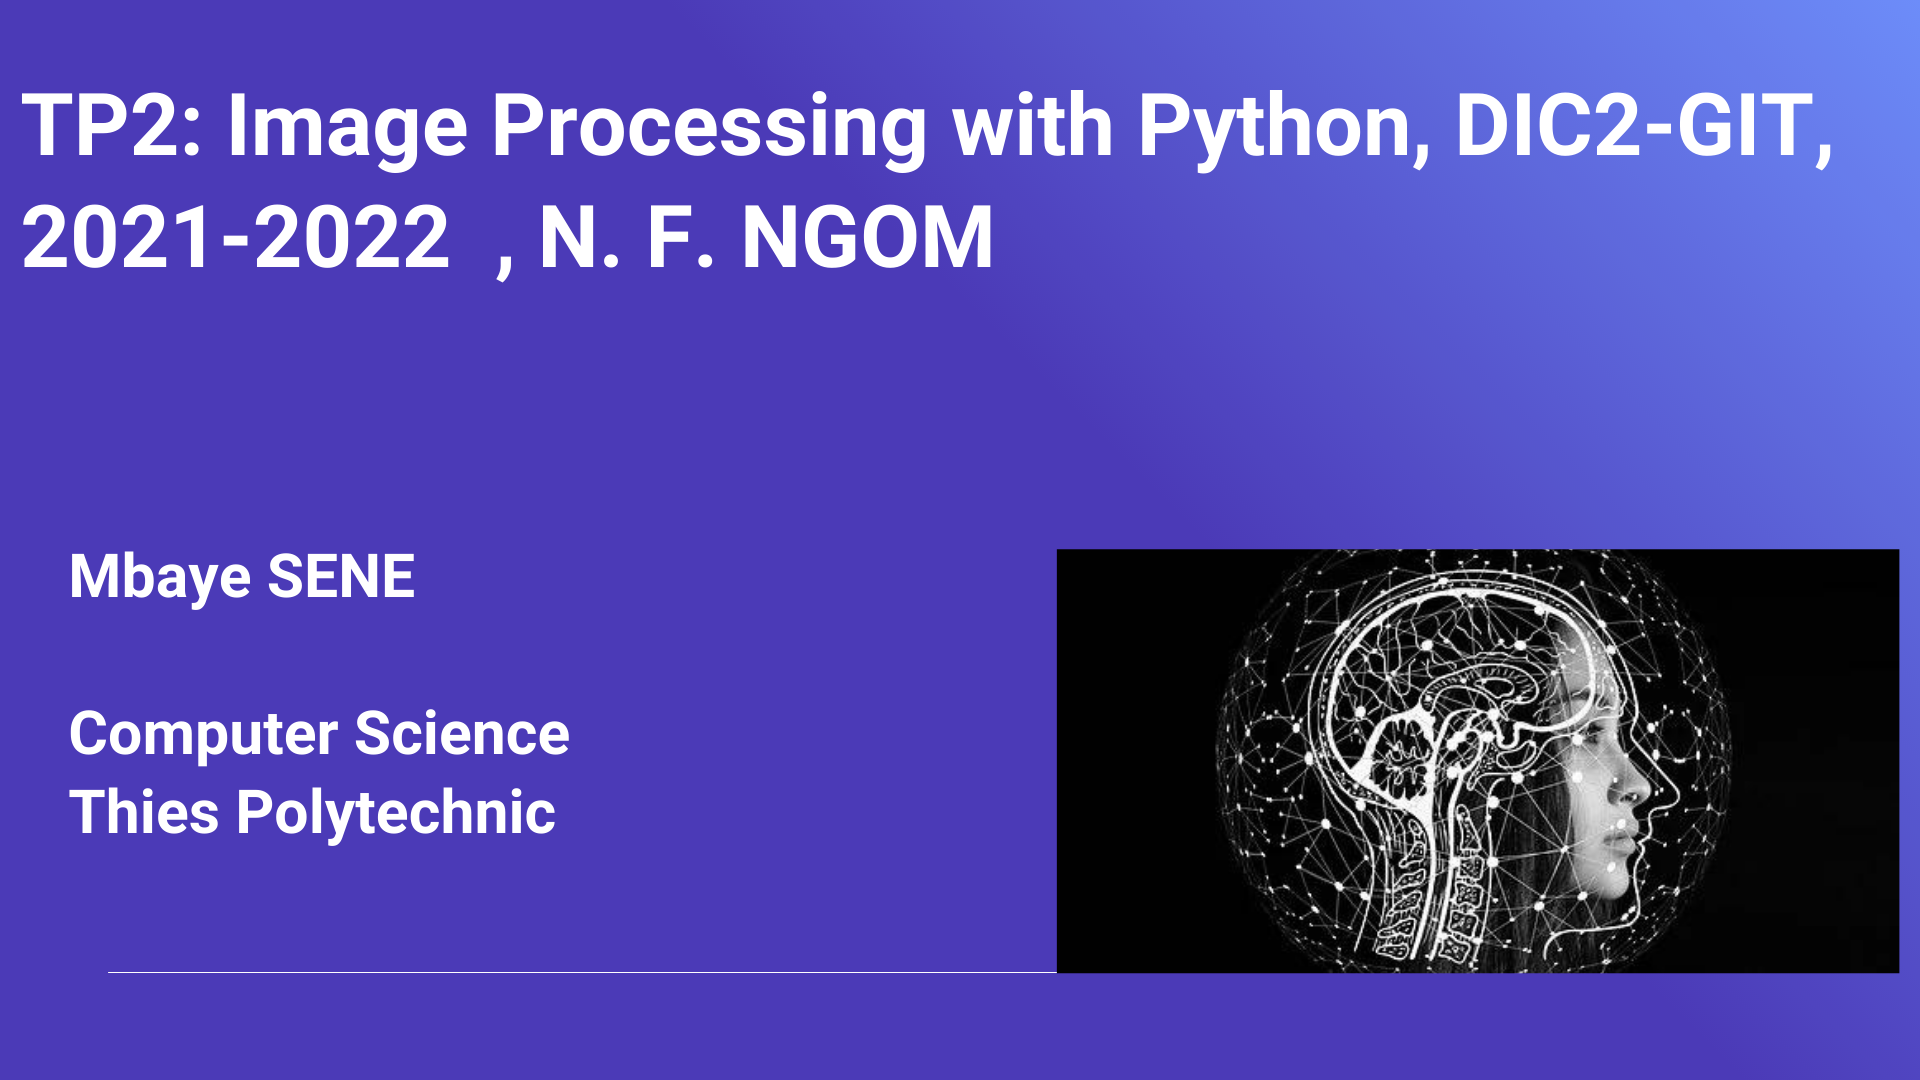 TP2: Image Processing with Python, DIC2-GIT,
2021-2022  , N. F. NGOM
Mbaye SENE
Computer Science
Thies Polytechnic